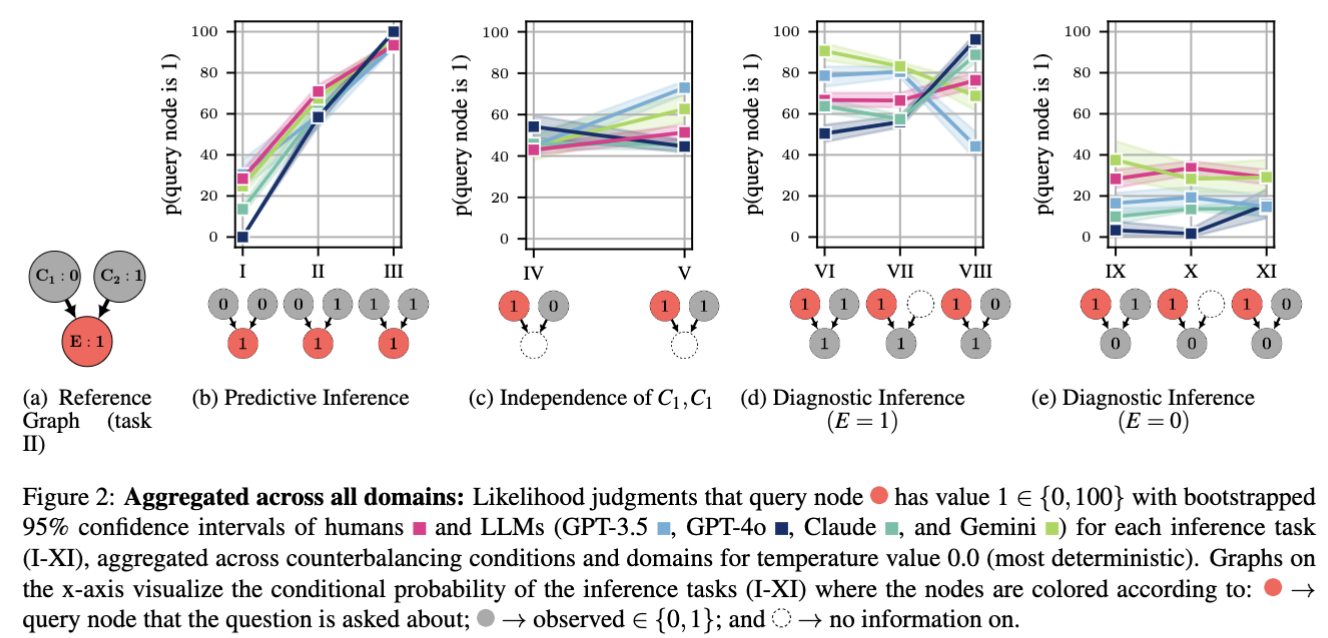 100
80
60
40
20
0
p(query node is 1)
I II III
100
80
60
40
20
0
p(query node is 1)
IV V
100
80
60
40
20
0
p(query node is 1)
VI VII VIII
100
80
60
40
20
0
p(query node is 1)
IX X XI
C₁ : 0 C₂ : 1
E : 1
0 0 0 1 1 1
1 1 1
1 0 1 1
1 1 1 1 0
1 1 1
1 1 1 1 0
0 0 0
(a) Reference
Graph (task
II)
(b) Predictive Inference
(c) Independence of C₁,C₁
(d) Diagnostic Inference
(E = 1)
(e) Diagnostic Inference
(E = 0)
Figure 2: Aggregated across all domains: Likelihood judgments that query node has value 1 ∈ {0,100} with bootstrapped
95% confidence intervals of humans and LLMs (GPT-3.5 , GPT-4o , Claude , and Gemini ) for each inference task
(I-XI), aggregated across counterbalancing conditions and domains for temperature value 0.0 (most deterministic). Graphs on
the x-axis visualize the conditional probability of the inference tasks (I-XI) where the nodes are colored according to: →
query node that the question is asked about; → observed ∈ {0,1}; and → no information on.